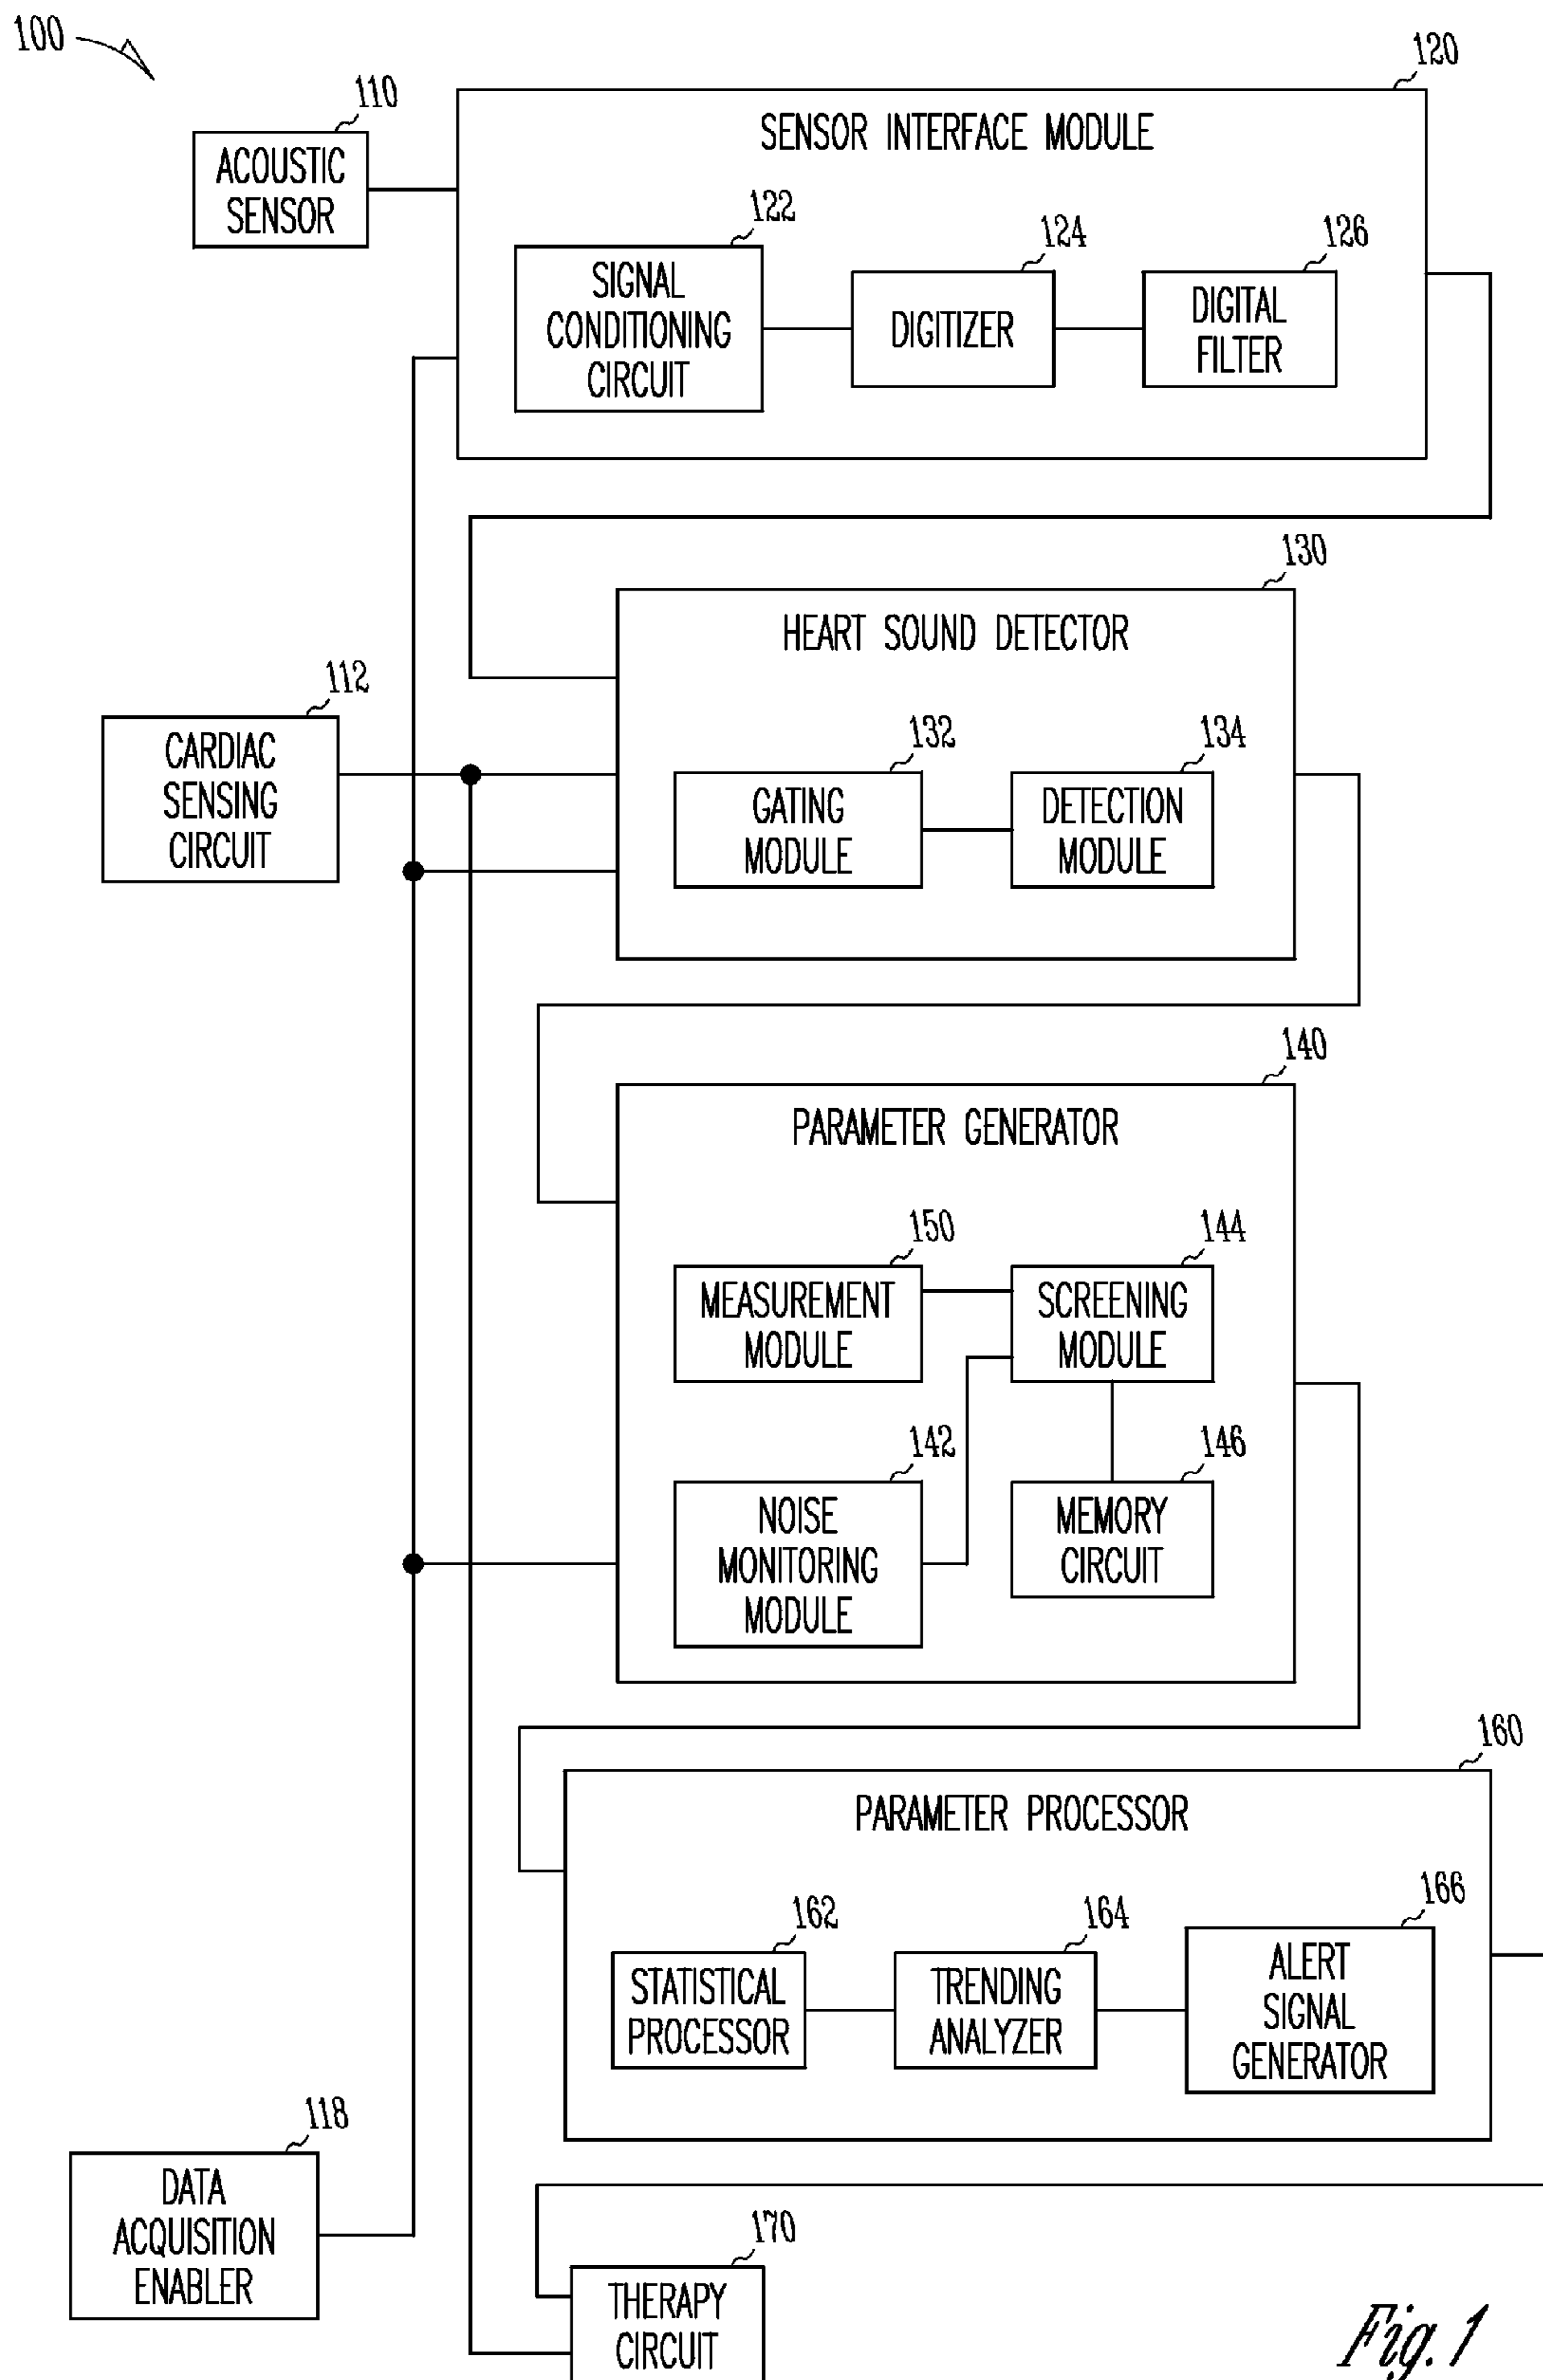 100
110
ACOUSTIC
SENSOR
120
SENSOR INTERFACE MODULE
122
SIGNAL
CONDITIONING
CIRCUIT
124
DIGITIZER
126
DIGITAL
FILTER
130
HEART SOUND DETECTOR
112
CARDIAC
SENSING
CIRCUIT
132
GATING
MODULE
134
DETECTION
MODULE
140
PARAMETER GENERATOR
150
MEASUREMENT
MODULE
144
SCREENING
MODULE
142
NOISE
MONITORING
MODULE
146
MEMORY
CIRCUIT
160
PARAMETER PROCESSOR
162
STATISTICAL
PROCESSOR
164
TRENDING
ANALYZER
166
ALERT
SIGNAL
GENERATOR
118
DATA
ACQUISITION
ENABLER
170
THERAPY
CIRCUIT
Fig. 1